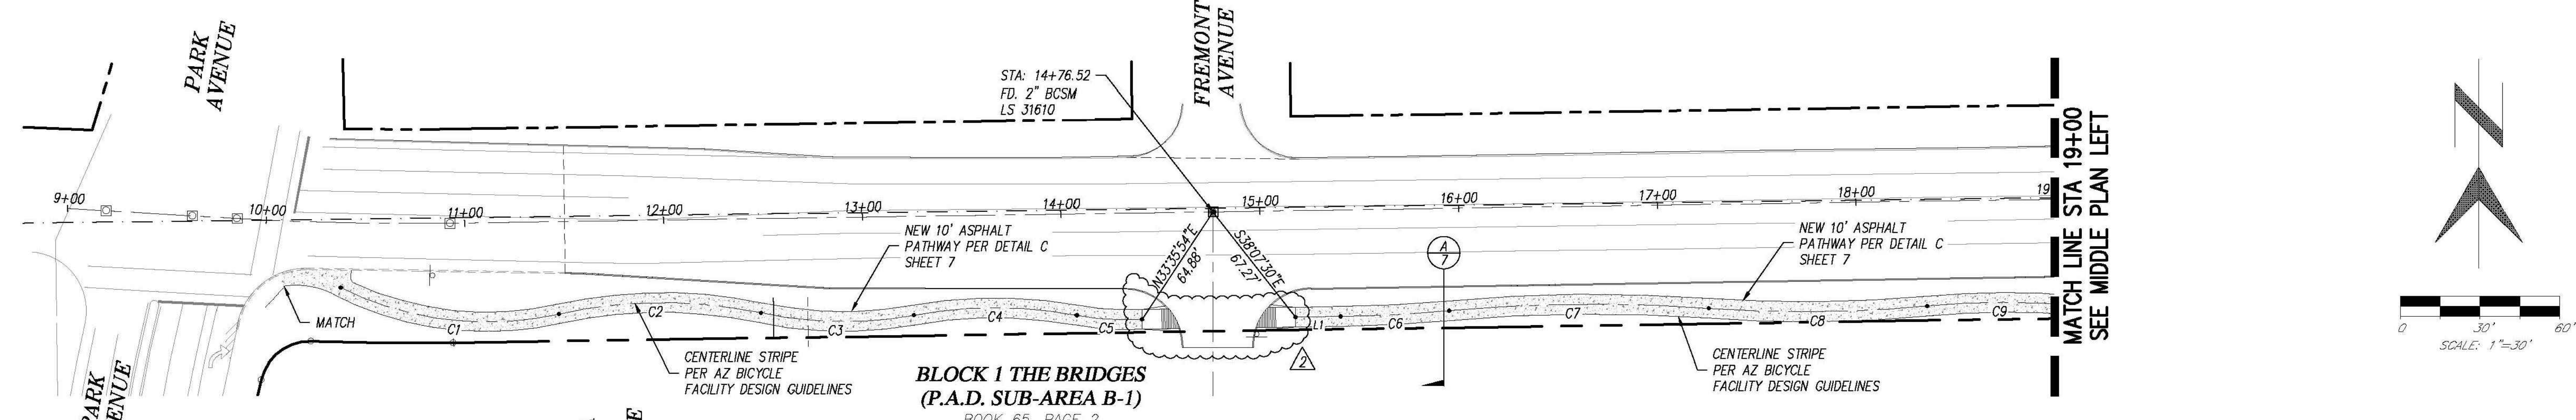 PARK
AVENUE
STA: 14+76.52
FD. 2" BCSM
LS 31610
FREMONT
AVENUE
9+00
10+00
11+00
12+00
13+00
14+00
15+00
16+00
17+00
18+00
19
NEW 10' ASPHALT
PATHWAY PER DETAIL C
SHEET 7
N33°35'54"E
64.88'
S38°07'30"E
67.27'
A
7
NEW 10' ASPHALT
PATHWAY PER DETAIL C
SHEET 7
MATCH LINE STA 19+00
SEE MIDDLE PLAN LEFT
MATCH
C1
C2
C3
C4
C5
L1
C6
C7
C8
C9
2
CENTERLINE STRIPE
PER AZ BICYCLE
FACILITY DESIGN GUIDELINES
CENTERLINE STRIPE
PER AZ BICYCLE
FACILITY DESIGN GUIDELINES
BLOCK 1 THE BRIDGES
(P.A.D. SUB-AREA B-1)
BOOK 65, PAGE 2
PARK
VENUE
E
N
0 30' 60'
SCALE: 1"=30'